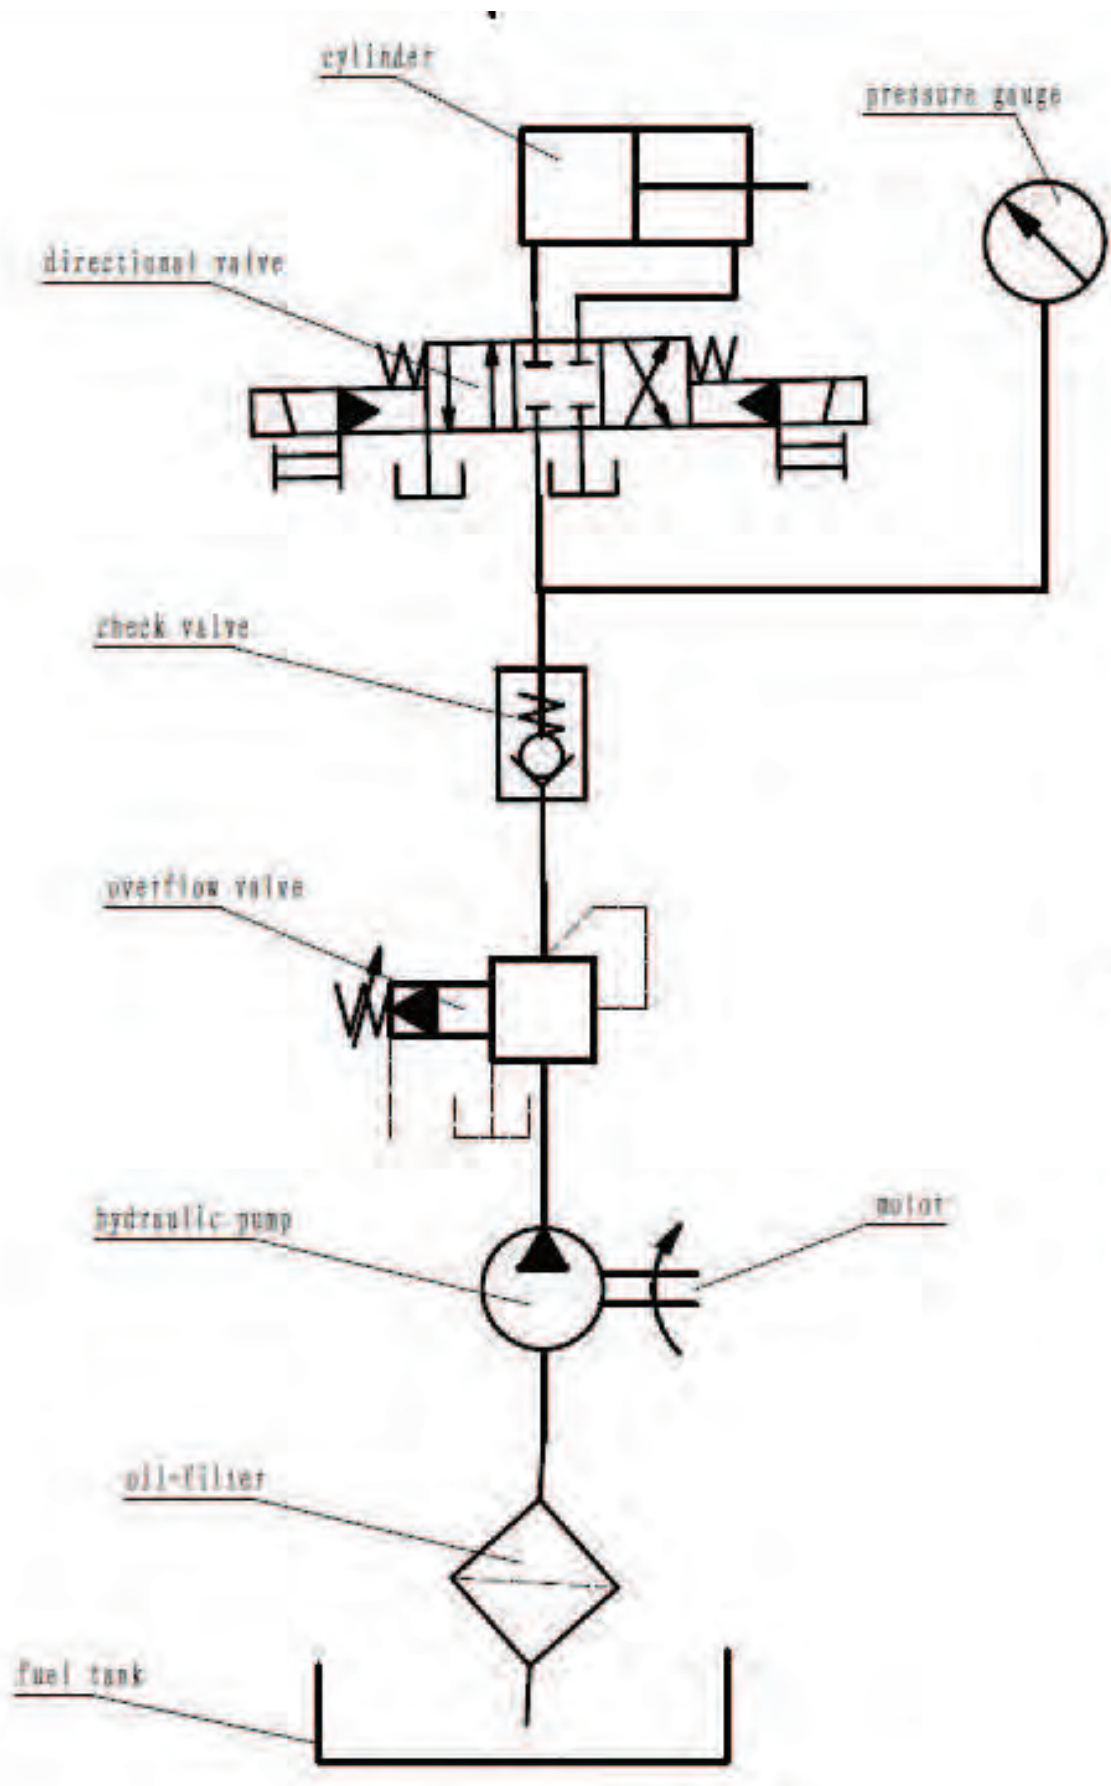 cylinder
pressure gauge
directional valve
check valve
overflow valve
hydraulic pump
motor
oil-filter
fuel tank